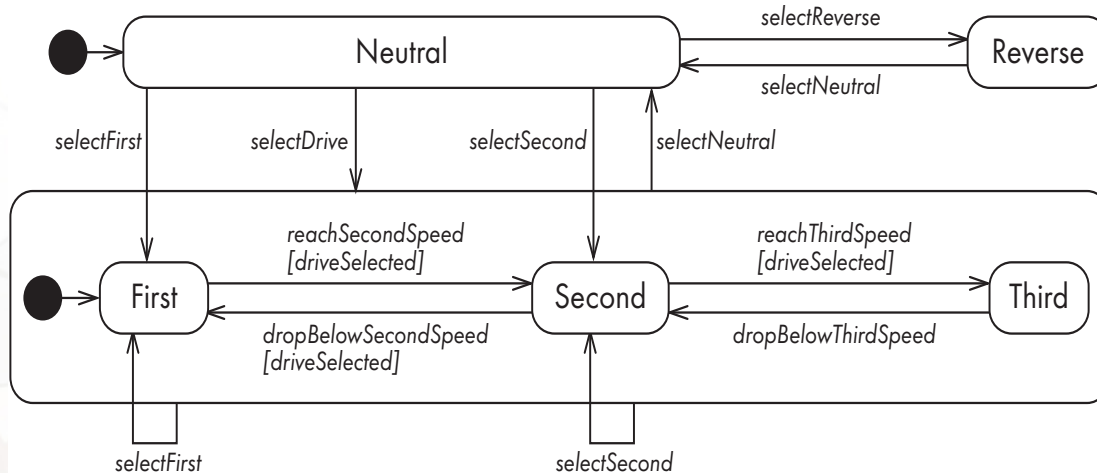 selectReverse
Neutral
Reverse
selectNeutral
selectFirst
selectDrive
selectSecond
selectNeutral
reachSecondSpeed
[driveSelected]
reachThirdSpeed
[driveSelected]
First
Second
Third
dropBelowSecondSpeed
[driveSelected]
dropBelowThirdSpeed
selectFirst
selectSecond